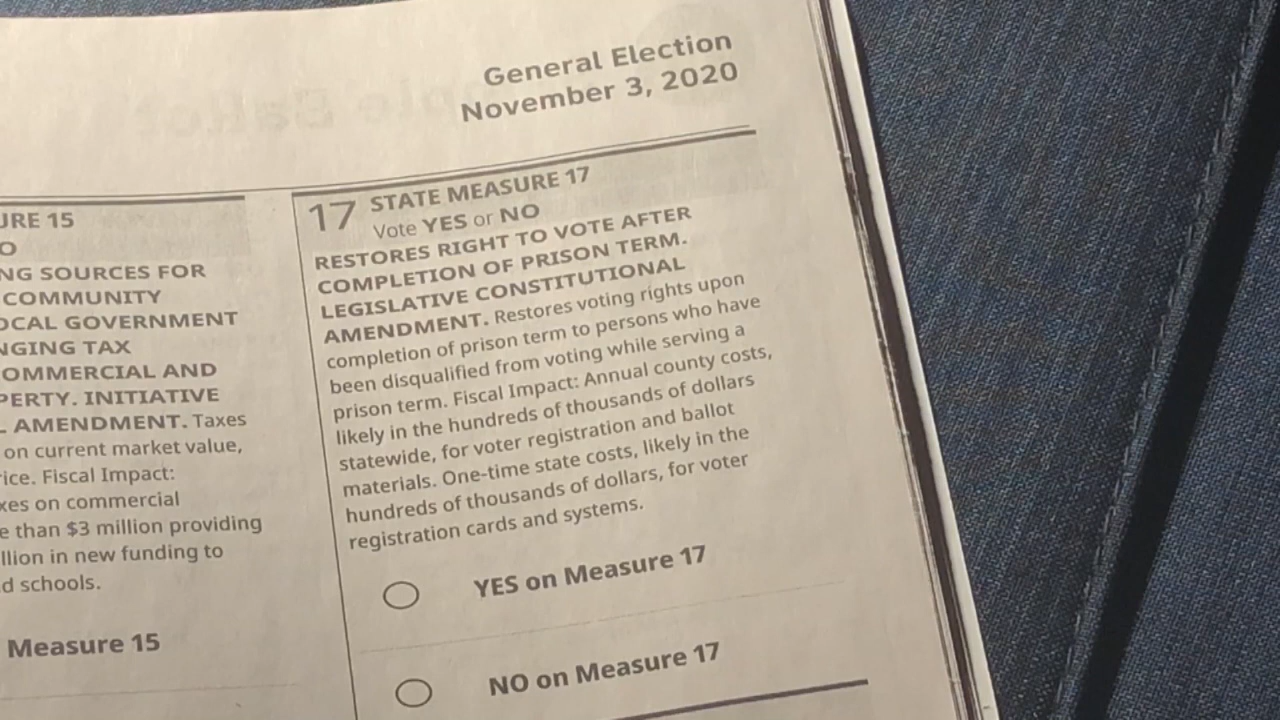 General Election
November 3, 2020
URE 15
O
NG SOURCES FOR
COMMUNITY
OCAL GOVERNMENT
NGING TAX
OMMERCIAL AND
PERTY. INITIATIVE
L AMENDMENT. Taxes
on current market value,
rice. Fiscal Impact:
xes on commercial
e than $3 million providing
llion in new funding to
d schools.
Measure 15
17 STATE MEASURE 17
Vote YES or NO
RESTORES RIGHT TO VOTE AFTER
COMPLETION OF PRISON TERM.
LEGISLATIVE CONSTITUTIONAL
AMENDMENT. Restores voting rights upon
completion of prison term to persons who have
been disqualified from voting while serving a
prison term. Fiscal Impact: Annual county costs,
likely in the hundreds of thousands of dollars
statewide, for voter registration and ballot
materials. One-time state costs, likely in the
hundreds of thousands of dollars, for voter
registration cards and systems.
YES on Measure 17
NO on Measure 17